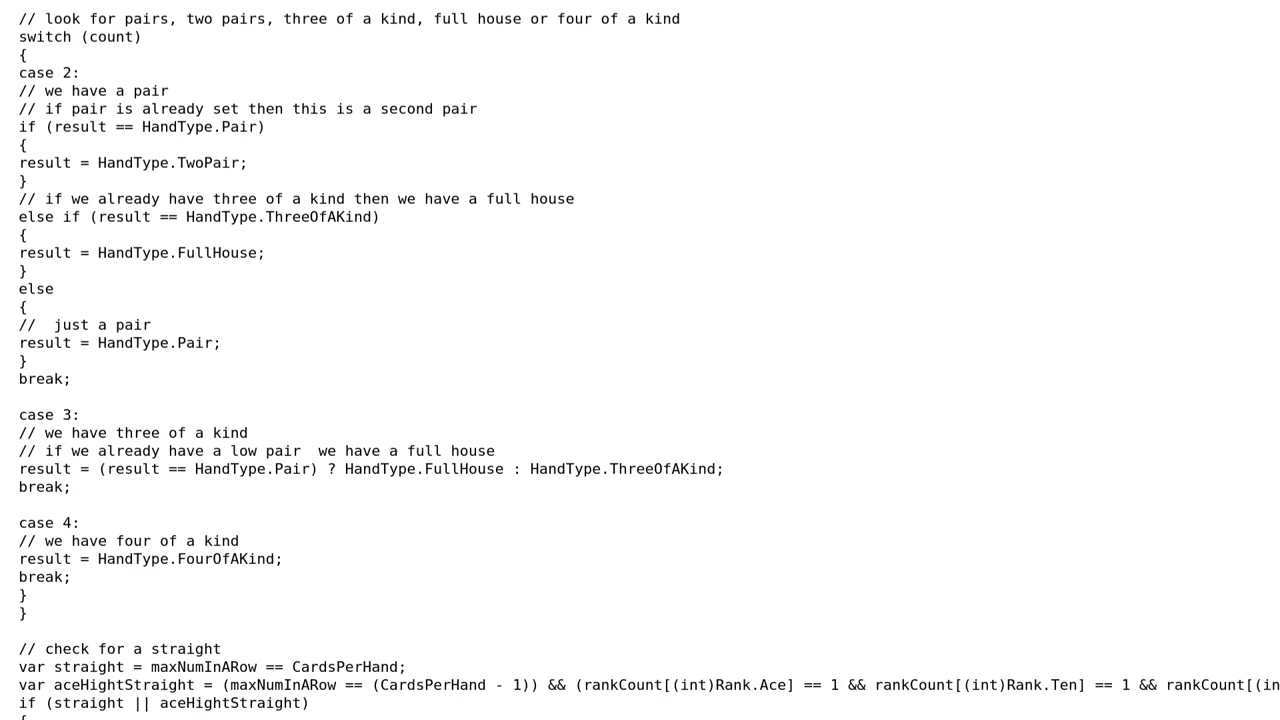 // look for pairs, two pairs, three of a kind, full house or four of a kind
switch (count)
{
case 2:
// we have a pair
// if pair is already set then this is a second pair
if (result == HandType.Pair)
{
result = HandType.TwoPair;
}
// if we already have three of a kind then we have a full house
else if (result == HandType.ThreeOfAKind)
{
result = HandType.FullHouse;
}
else
{
//  just a pair
result = HandType.Pair;
}
break;
case 3:
// we have three of a kind
// if we already have a low pair  we have a full house
result = (result == HandType.Pair) ? HandType.FullHouse : HandType.ThreeOfAKind;
break;
case 4:
// we have four of a kind
result = HandType.FourOfAKind;
break;
}
}
// check for a straight
var straight = maxNumInARow == CardsPerHand;
var aceHightStraight = (maxNumInARow == (CardsPerHand - 1)) && (rankCount[(int)Rank.Ace] == 1 && rankCount[(int)Rank.Ten] == 1 && rankCount[(in
if (straight || aceHightStraight)
{